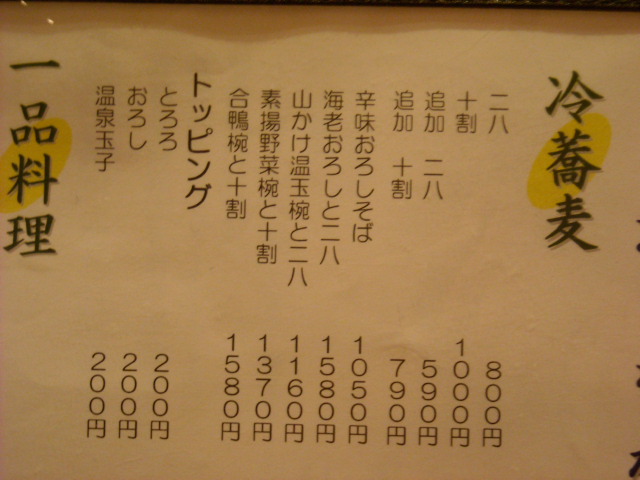 冷蕎麦
二八 800円
十割 1000円
追加 二八 590円
追加 十割 790円
辛味おろしそば 1050円
海老おろしと二八 1580円
山かけ温玉椀と二八 1160円
素揚野菜椀と十割 1370円
合鴨椀と十割 1580円
トッピング
とろろ 200円
おろし 200円
温泉玉子 200円
一品料理